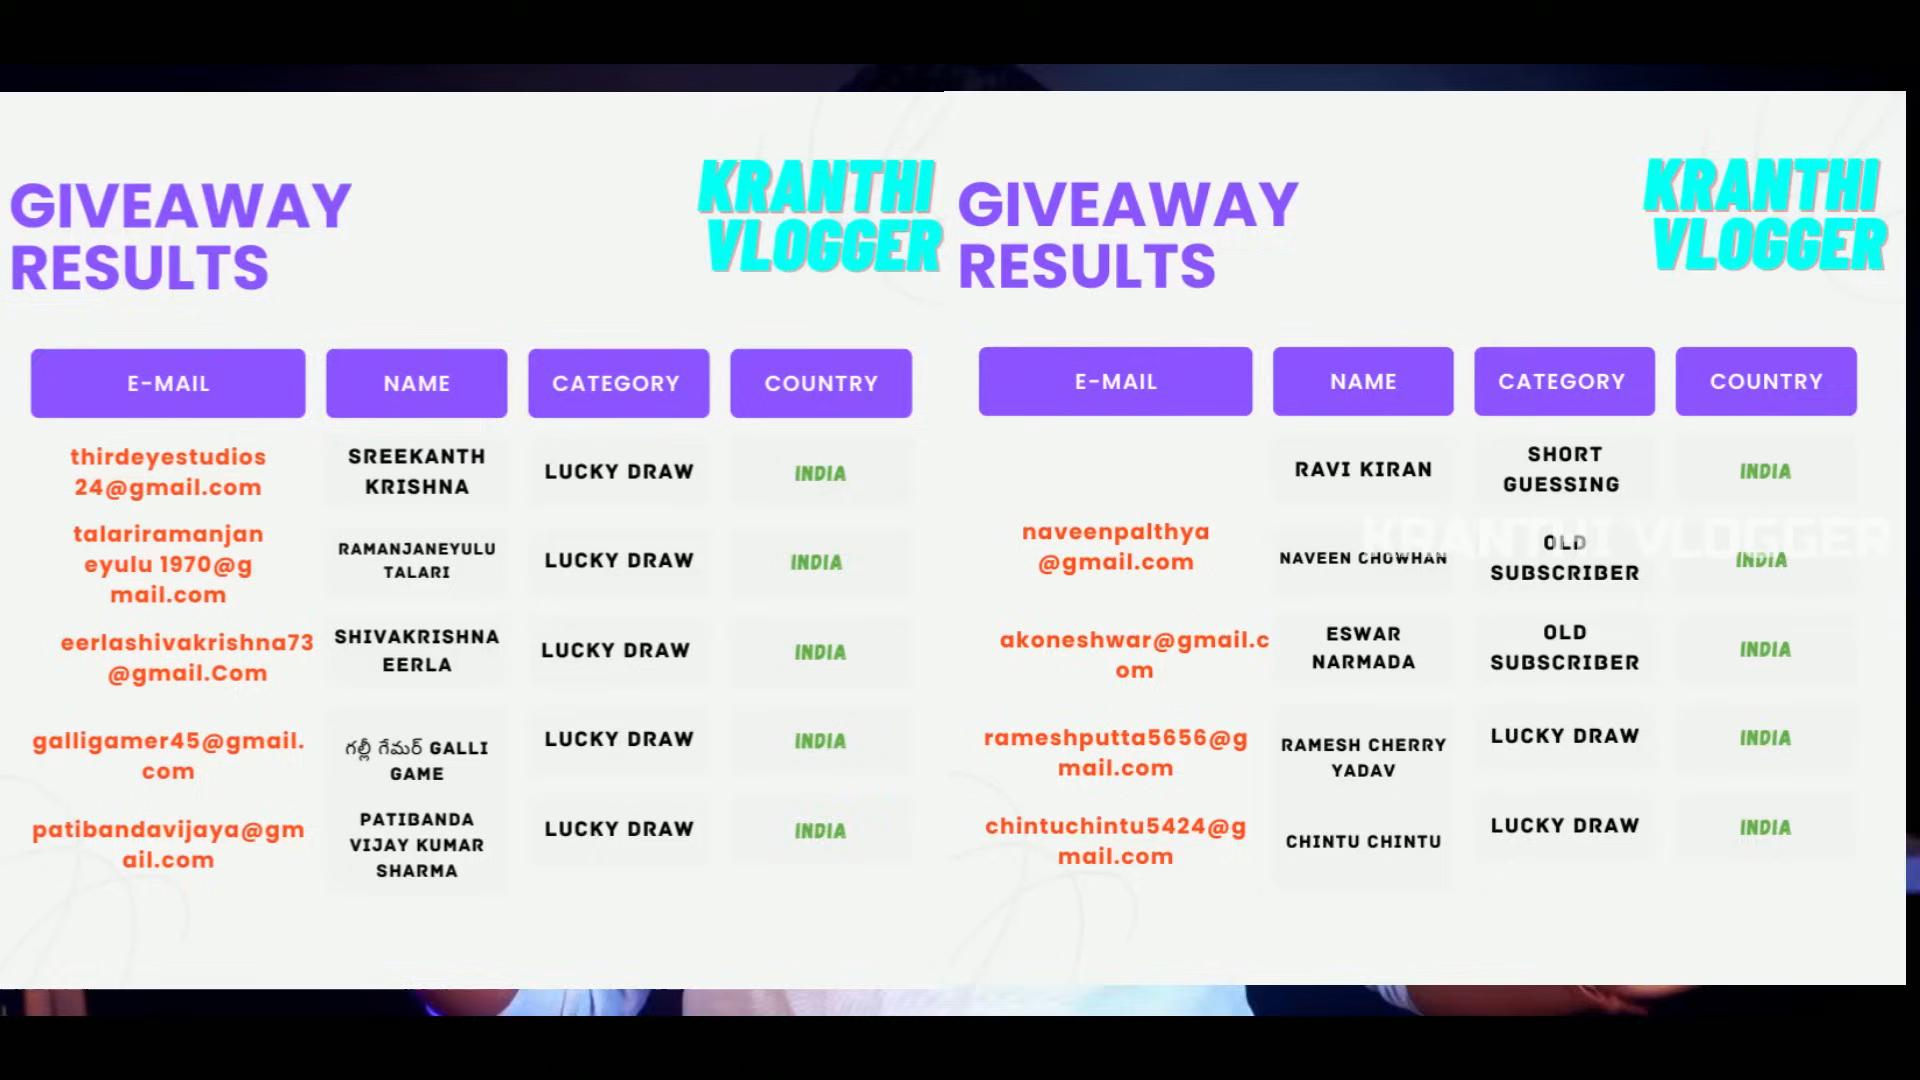 GIVEAWAY
RESULTS
KRANTHI
VLOGGER
E-MAIL
NAME
CATEGORY
COUNTRY
thirdeyestudios
24@gmail.com
SREEKANTH
KRISHNA
LUCKY DRAW
INDIA
talariramanjan
eyulu 1970@g
mail.com
RAMANJANEYULU
TALARI
LUCKY DRAW
INDIA
eerlashivakrishna73
@gmail.Com
SHIVAKRISHNA
EERLA
LUCKY DRAW
INDIA
galligamer45@gmail.
com
గల్లీ గేమర్ GALLI
GAME
LUCKY DRAW
INDIA
patibandavijaya@gm
ail.com
PATIBANDA
VIJAY KUMAR
SHARMA
LUCKY DRAW
INDIA
GIVEAWAY
RESULTS
KRANTHI
VLOGGER
E-MAIL
NAME
CATEGORY
COUNTRY
RAVI KIRAN
SHORT
GUESSING
INDIA
KRANTHI VLOGGER
naveenpalthya
@gmail.com
NAVEEN CHOWHAN
OLD
SUBSCRIBER
INDIA
akoneshwar@gmail.c
om
ESWAR
NARMADA
OLD
SUBSCRIBER
INDIA
rameshputta5656@g
mail.com
RAMESH CHERRY
YADAV
LUCKY DRAW
INDIA
chintuchintu5424@g
mail.com
CHINTU CHINTU
LUCKY DRAW
INDIA